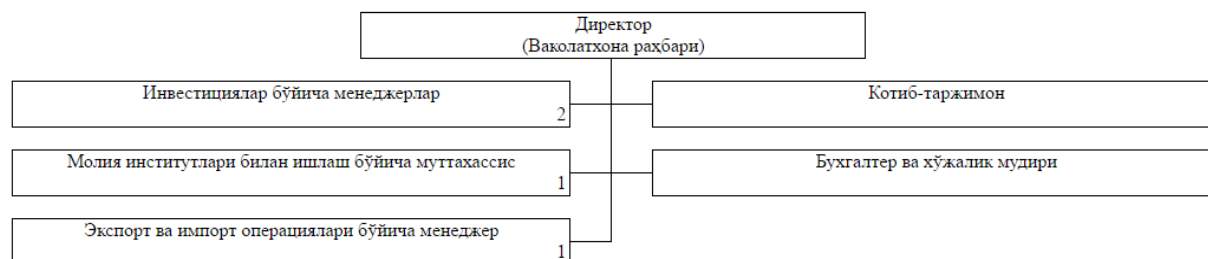 Директор
(Ваколатхона раҳбари)
Инвестициялар бўйича менеджерлар
2
Котиб-таржимон
Молия институтлари билан ишлаш бўйича муттахассис
1
Бухгалтер ва хўжалик мудири
Экспорт ва импорт операциялари бўйича менеджер
1